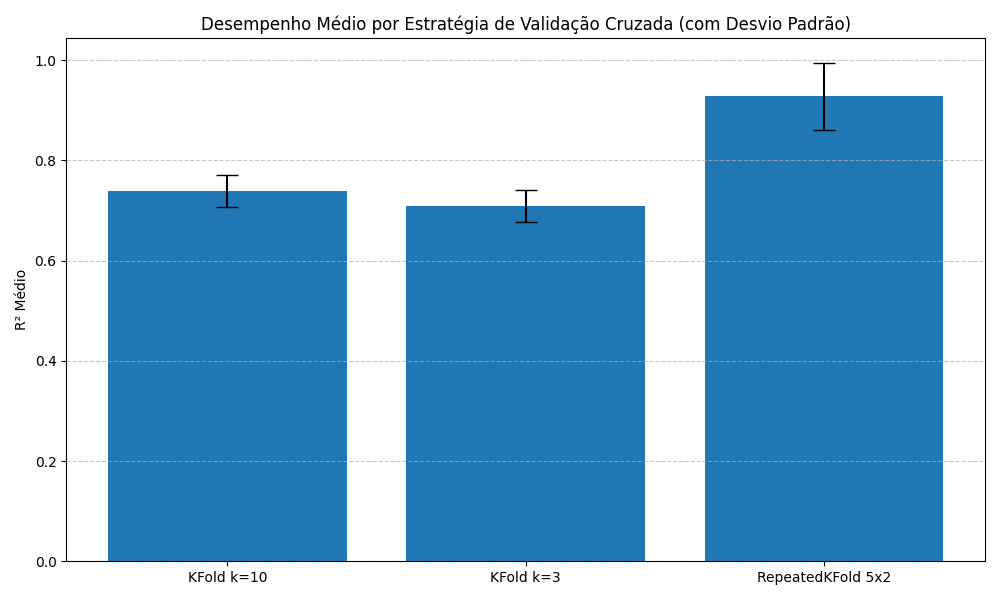 Desempenho Médio por Estratégia de Validação Cruzada (com Desvio Padrão)
R² Médio
1.0
0.8
0.6
0.4
0.2
0.0
KFold k=10
KFold k=3
RepeatedKFold 5x2